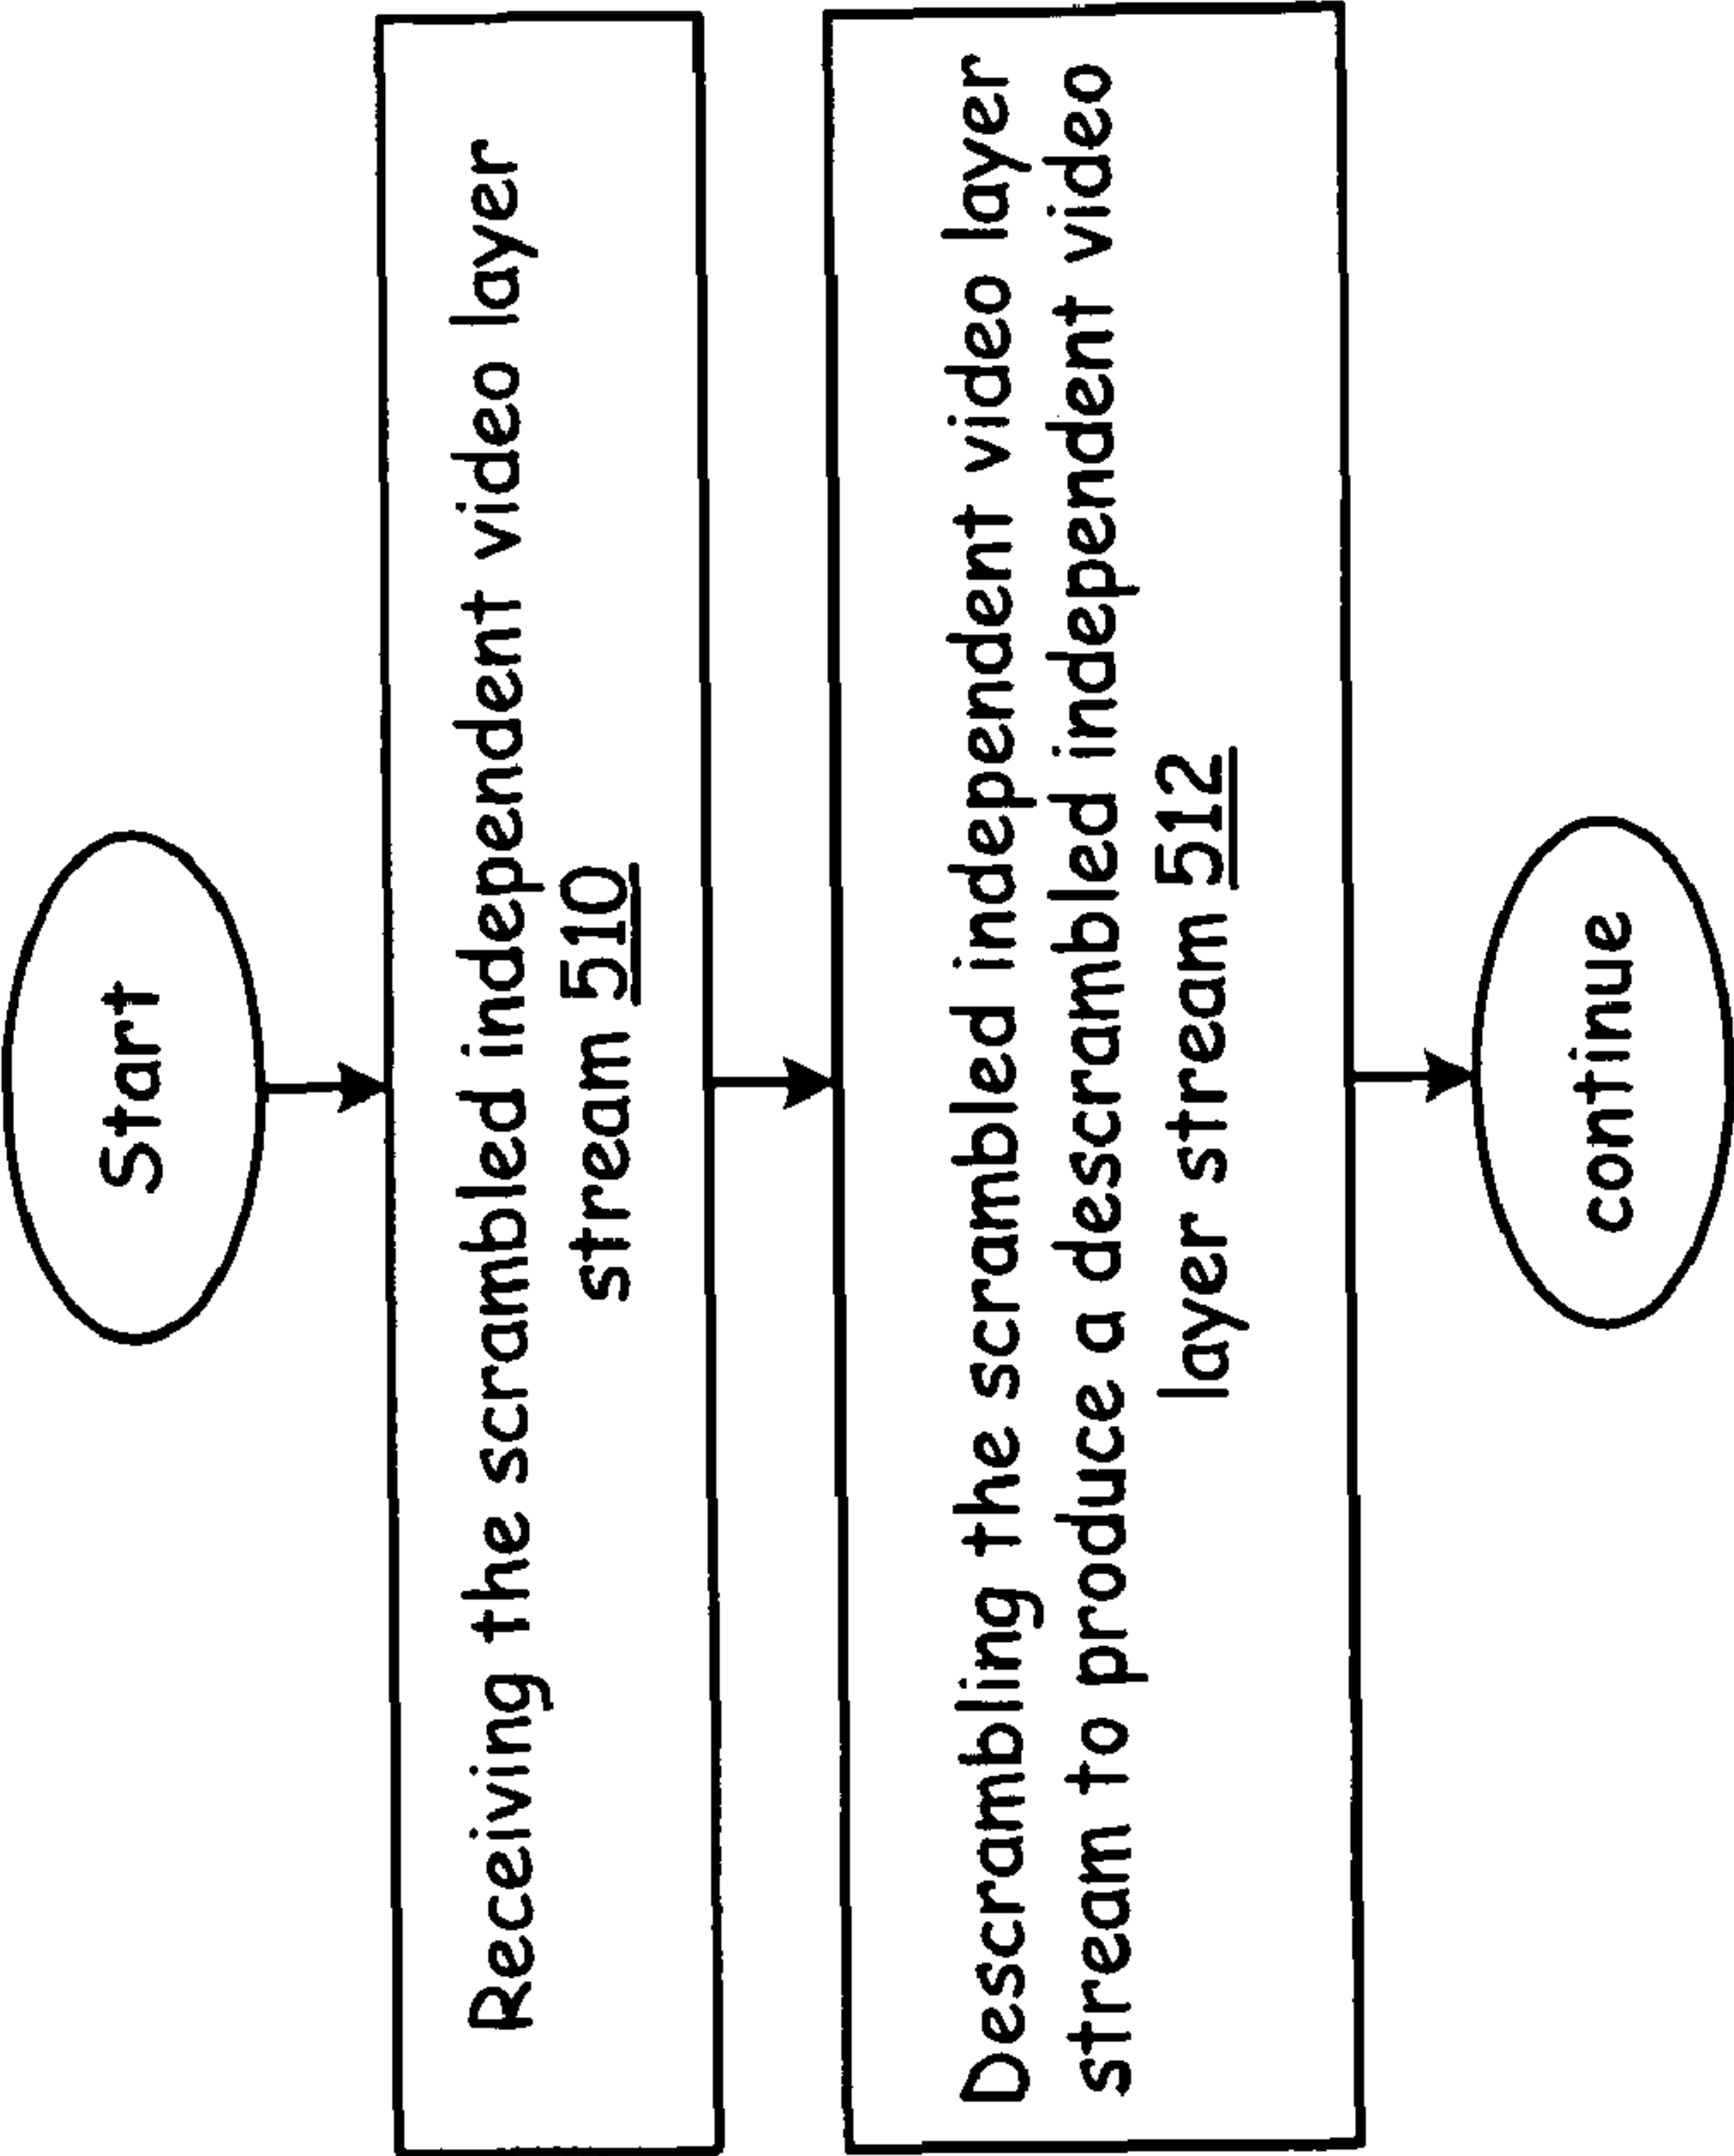 Start
Receiving the scrambled independent video layer
stream 510
Descrambling the scrambled independent video layer
stream to produce a descrambled independent video
layer stream 512
continue